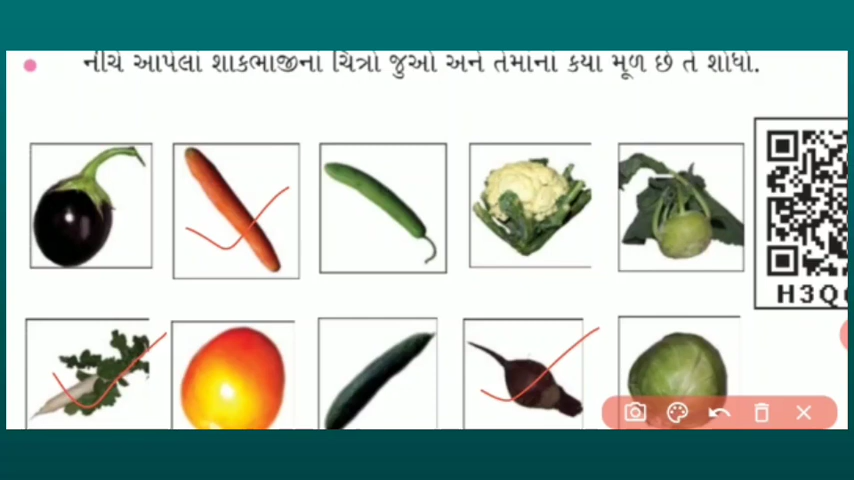 નીચે આપેલા શાકભાજીના ચિત્રો જુઓ અને તેમાંના કયા મૂળ છે તે શોધો.
H3Q